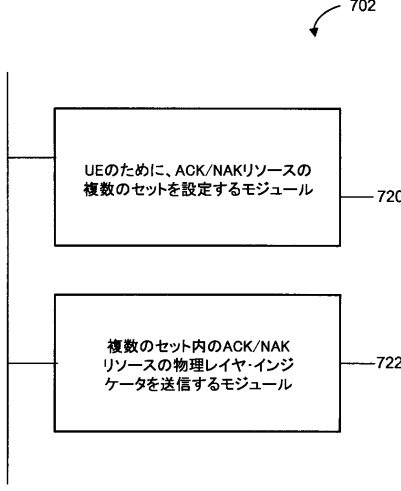 702
UEのために、ACK/NAKリソースの
複数のセットを設定するモジュール
720
複数のセット内のACK/NAK
リソースの物理レイヤ・インジ
ケータを送信するモジュール
722